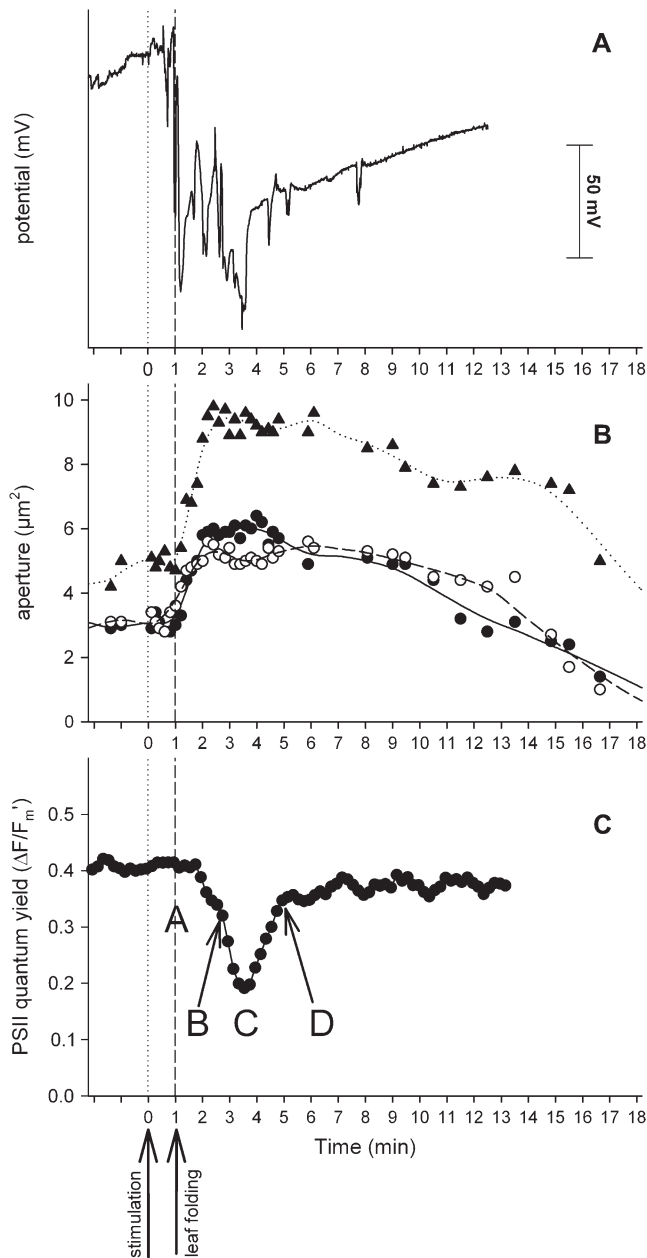 A
potential (mV)
50 mV
0 1 2 3 4 5 6 7 8 9 10 11 12 13 14 15 16 17 18
B
aperture (µm²)
10
8
6
4
2
0
0 1 2 3 4 5 6 7 8 9 10 11 12 13 14 15 16 17 18
C
PSII quantum yield (ΔF/Fm')
0.5
0.4
0.3
0.2
0.1
0.0
A
B C D
0 1 2 3 4 5 6 7 8 9 10 11 12 13 14 15 16 17 18
Time (min)
stimulation
leaf folding